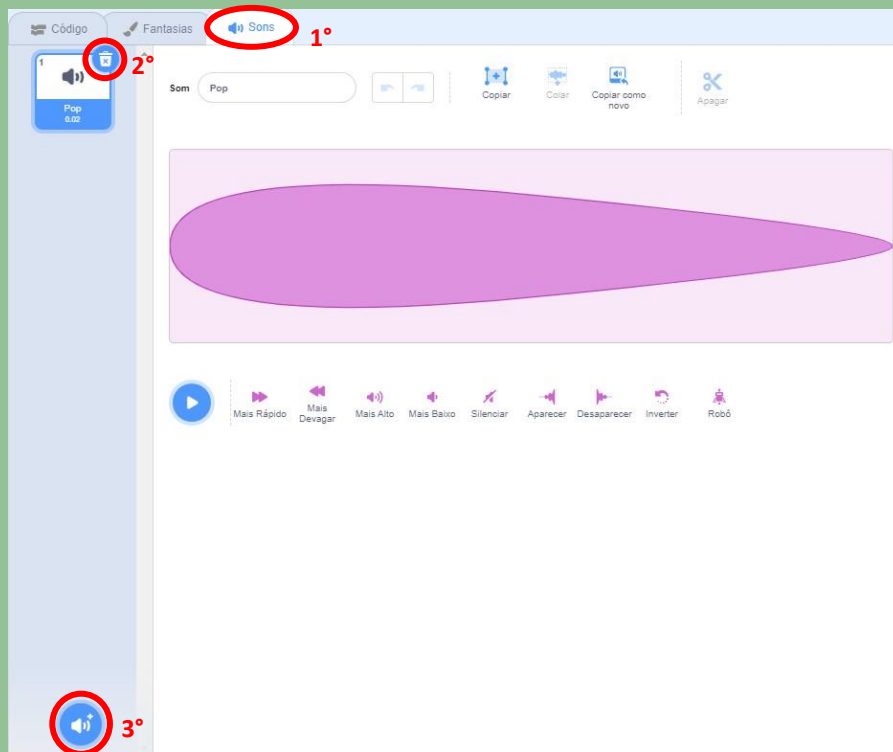 Código
Fantasias
Sons
1°
1
2°
Pop
0.02
Som
Pop
Copiar
Colar
Copiar como
novo
Apagar
Mais Rápido
Mais
Devagar
Mais Alto
Mais Baixo
Silenciar
Aparecer
Desaparecer
Inverter
Robô
3°